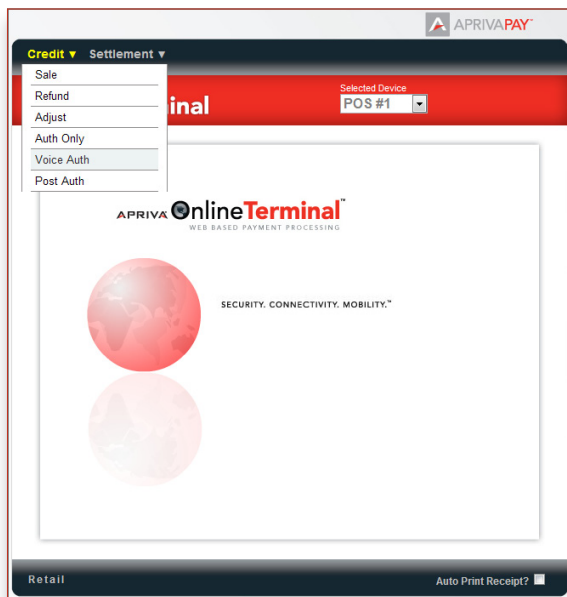 APRIVAPAY™
Credit ▼ Settlement ▼
Sale
Refund
Adjust
Auth Only
Voice Auth
Post Auth
inal
Selected Device
POS #1
APRIVA OnlineTerminal™
WEB BASED PAYMENT PROCESSING
SECURITY. CONNECTIVITY. MOBILITY.™
Retail
Auto Print Receipt?